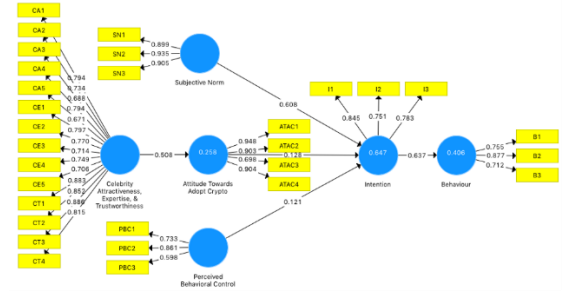 CA1
CA2
CA3
CA4
CA5
CE1
CE2
CE3
CE4
CE5
CT1
CT2
CT3
CT4
0.794
0.734
0.688
0.794
0.671
0.797
0.770
0.714
0.749
0.706
0.883
0.852
0.886
0.815
Celebrity
Attractiveness,
Expertise, &
Trustworthiness
0.508
SN1
SN2
SN3
0.899
0.935
0.905
Subjective Norm
0.608
0.258
Attitude Towards
Adopt Crypto
0.948
0.903
0.698
0.904
ATAC1
ATAC2
ATAC3
ATAC4
0.128
PBC1
PBC2
PBC3
0.733
0.861
0.598
Perceived
Behavioral Control
0.121
I1
I2
I3
0.845
0.751
0.783
0.647
Intention
0.637
0.406
Behaviour
0.755
0.877
0.712
B1
B2
B3